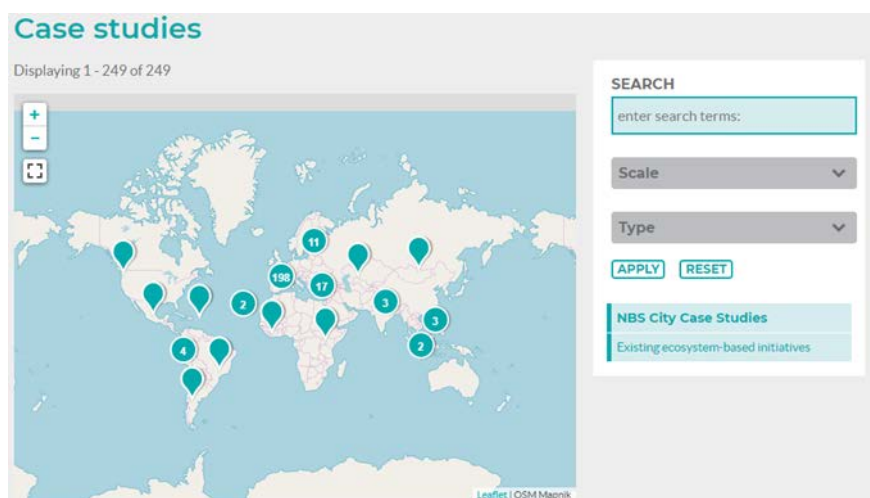 Case studies
Displaying 1 - 249 of 249
+
−
11
198
17
2
3
3
2
4
Leaflet | OSM Mapnik
SEARCH
enter search terms:
Scale
Type
APPLY RESET
NBS City Case Studies
Existing ecosystem-based initiatives